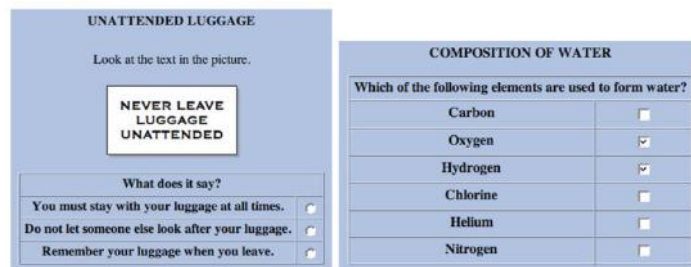 UNATTENDED LUGGAGE
Look at the text in the picture.
NEVER LEAVE
LUGGAGE
UNATTENDED
What does it say?
You must stay with your luggage at all times.
Do not let someone else look after your luggage.
Remember your luggage when you leave.
COMPOSITION OF WATER
Which of the following elements are used to form water?
Carbon
Oxygen
Hydrogen
Chlorine
Helium
Nitrogen